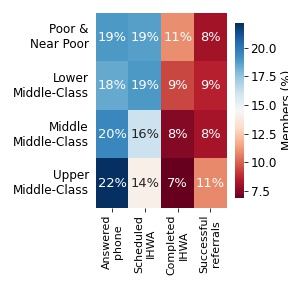 Poor &
Near Poor
19% 19% 11% 8%
Lower
Middle-Class
18% 19% 9% 9%
Middle
Middle-Class
20% 16% 8% 8%
Upper
Middle-Class
22% 14% 7% 11%
Answered
phone
Scheduled
IHWA
Completed
IHWA
Successful
referrals
20.0
17.5
15.0
12.5
10.0
7.5
Members (%)